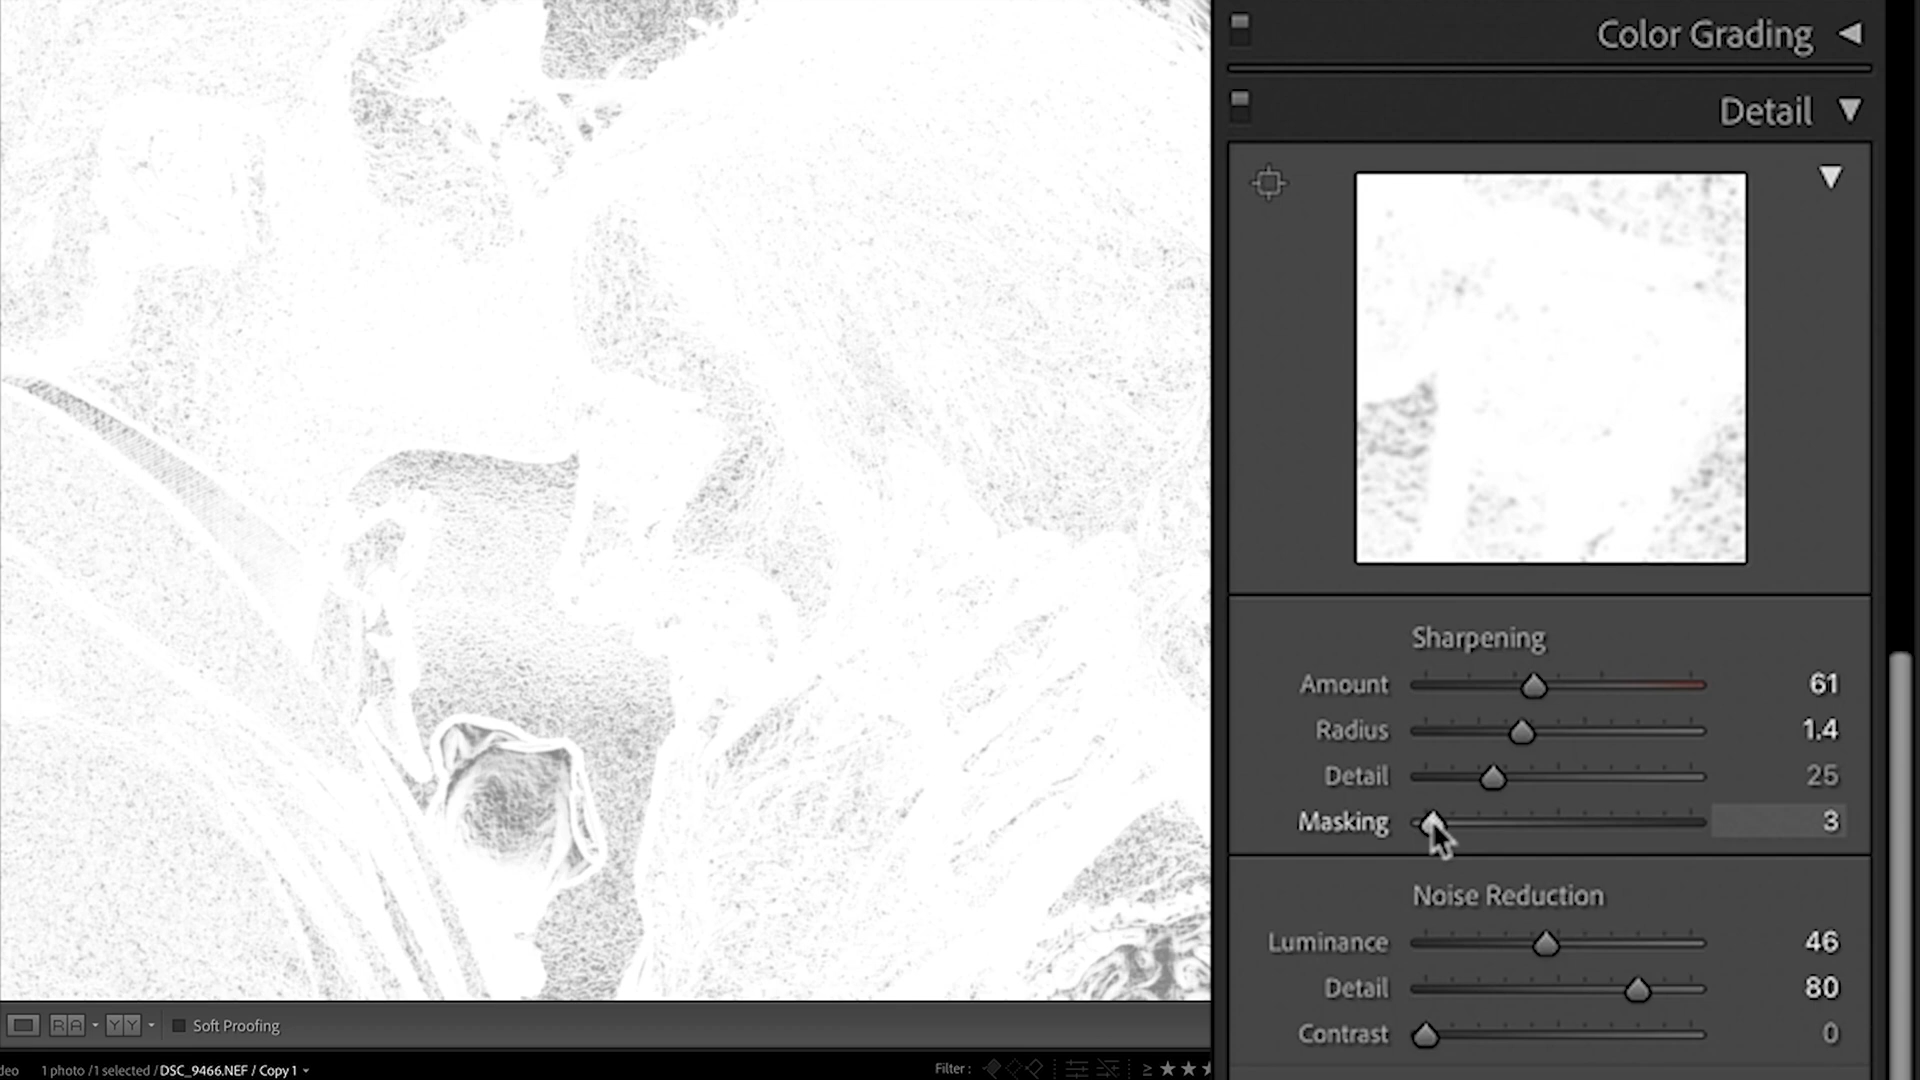 Color Grading
Detail
Sharpening
Amount 61
Radius 1.4
Detail 25
Masking 3
Noise Reduction
Luminance 46
Detail 80
Contrast 0
R A Y Y Soft Proofing
deo 1 photo / 1 selected / DSC_9466.NEF / Copy 1 Filter : ≥ ★ ★